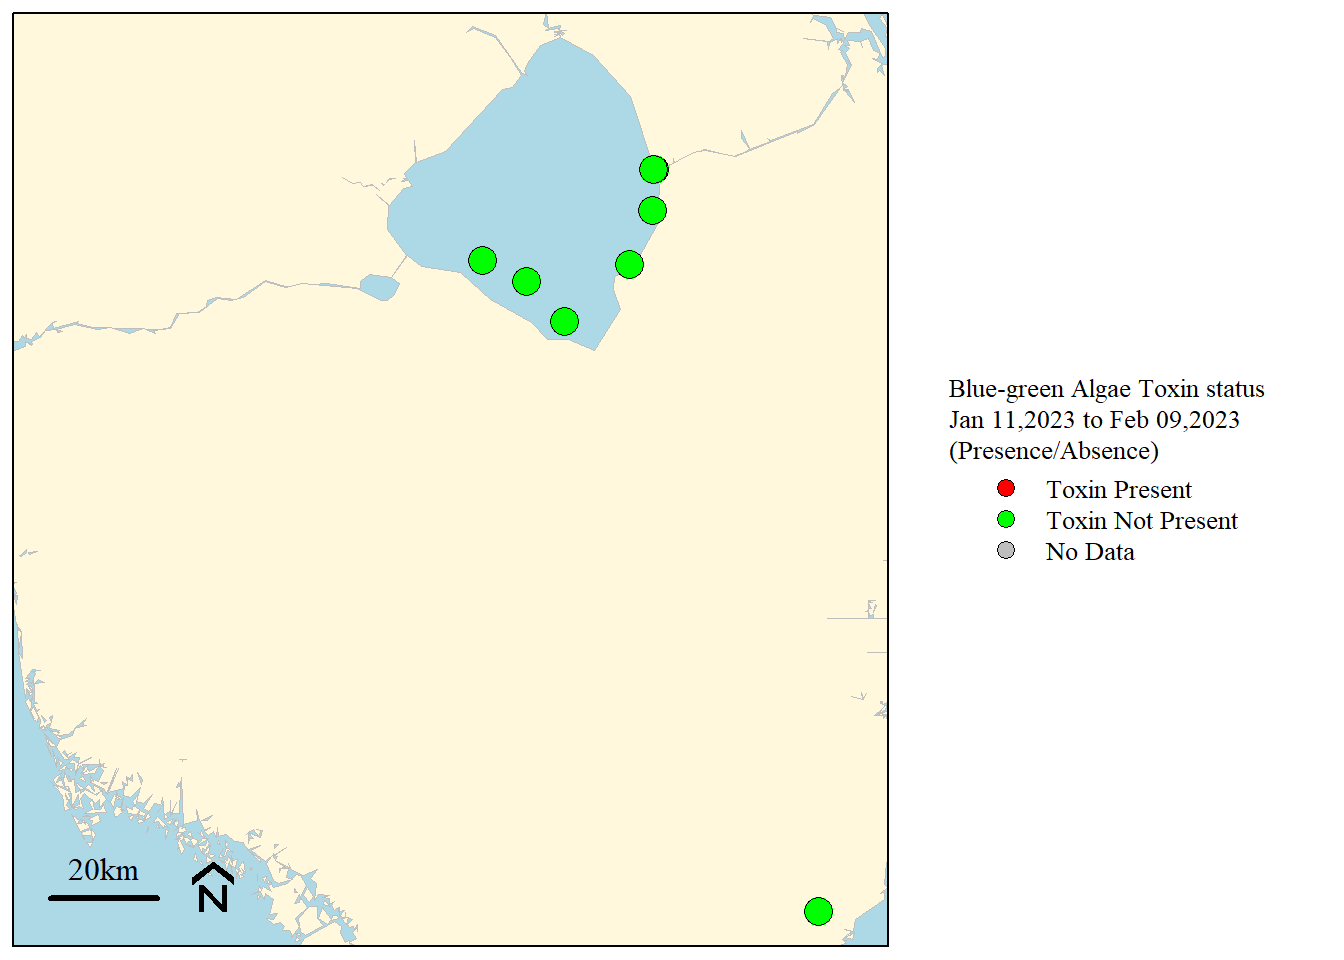 Blue-green Algae Toxin status
Jan 11,2023 to Feb 09,2023
(Presence/Absence)
Toxin Present
Toxin Not Present
No Data
20km
N